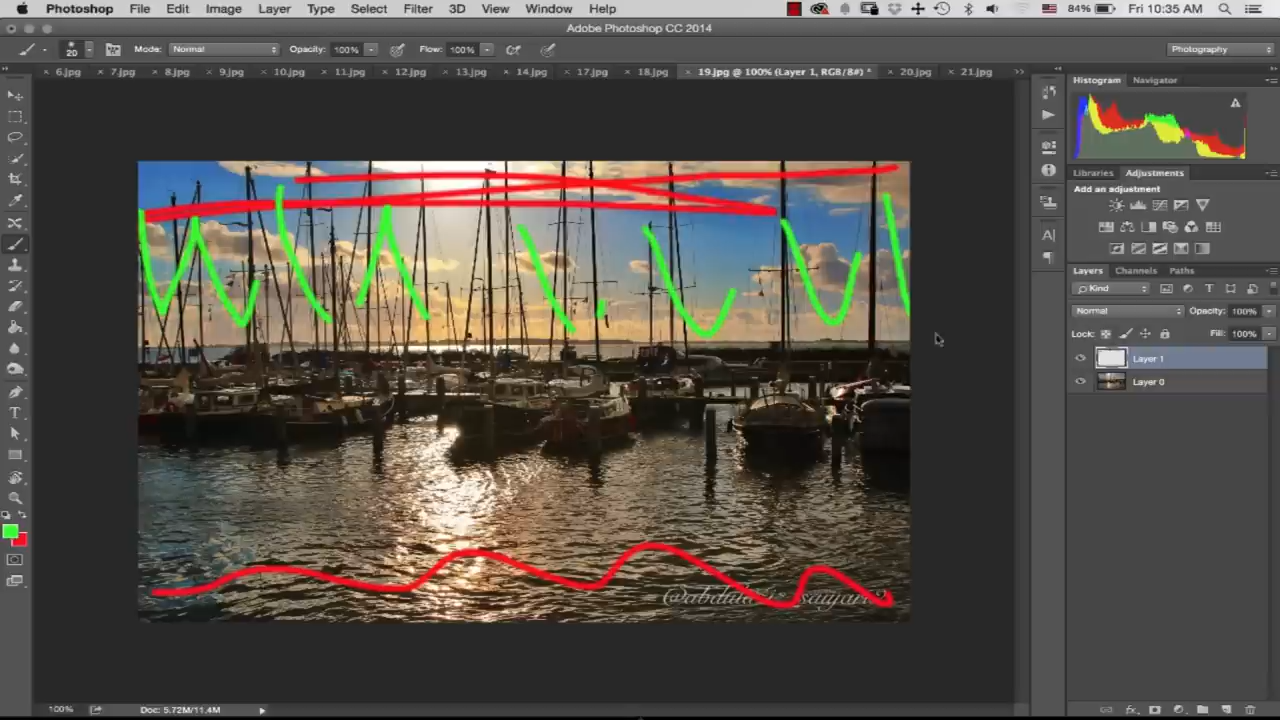 Photoshop File Edit Image Layer Type Select Filter 3D View Window Help 84% Fri 10:35 AM
Adobe Photoshop CC 2014
20 Mode: Normal Opacity: 100% Flow: 100% Photography
× 6.jpg × 7.jpg × 8.jpg × 9.jpg × 10.jpg × 11.jpg × 12.jpg × 13.jpg × 14.jpg × 17.jpg × 18.jpg × 19.jpg @ 100% (Layer 1, RGB/8#) * × 20.jpg × 21.jpg
Histogram Navigator
Libraries Adjustments
Add an adjustment
Layers Channels Paths
Kind
Normal Opacity: 100%
Lock: Fill: 100%
Layer 1
Layer 0
100% Doc: 5.72M/11.4M